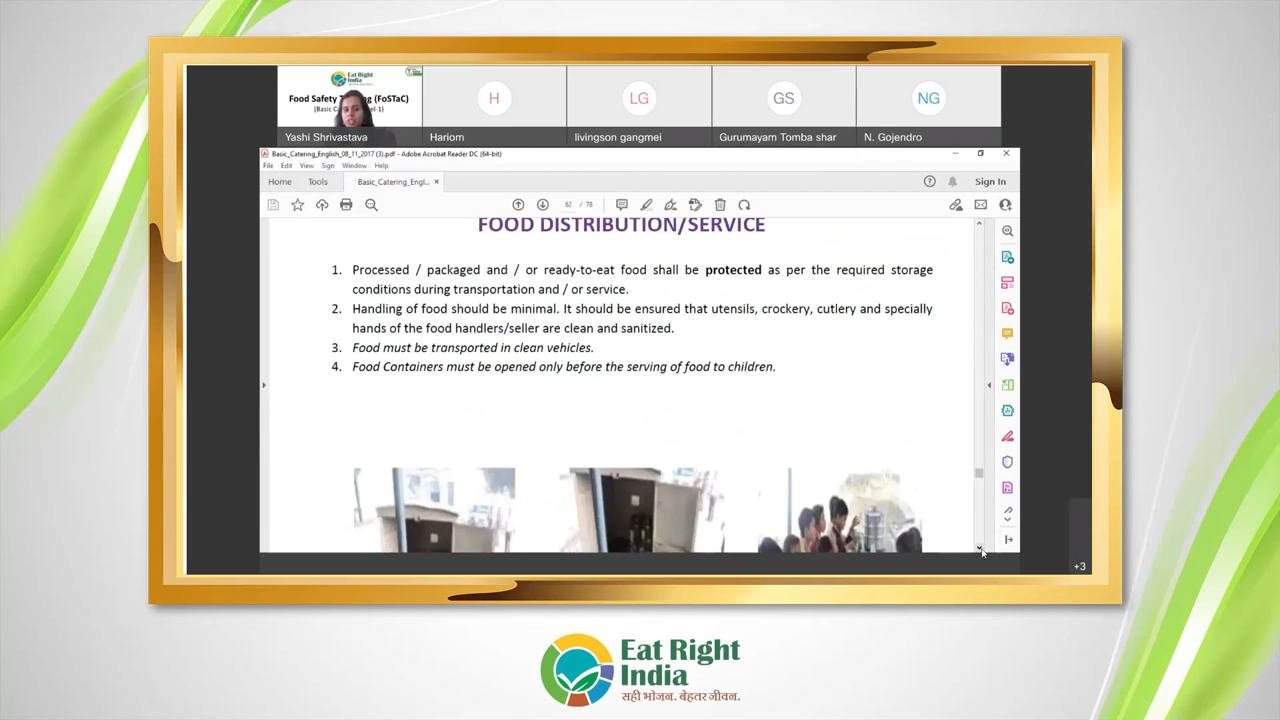 Eat Right
India
Food Safety T
(FoSTaC)
Yashi Shrivastava
H
Hariom
LG
livingson gangmei
GS
Gurumayam Tomba shar
NG
N. Gojendro
Basic_Catering_English_08_11_2017 (3).pdf - Adobe Acrobat Reader DC (64-bit)
File Edit View Sign Window Help
Home Tools Basic_Catering_Engl... × Sign In
62 / 78
FOOD DISTRIBUTION/SERVICE
1. Processed / packaged and / or ready-to-eat food shall be protected as per the required storage
conditions during transportation and / or service.
2. Handling of food should be minimal. It should be ensured that utensils, crockery, cutlery and specially
hands of the food handlers/seller are clean and sanitized.
3. Food must be transported in clean vehicles.
4. Food Containers must be opened only before the serving of food to children.
+3
Eat Right
India
सही भोजन. बेहतर जीवन.